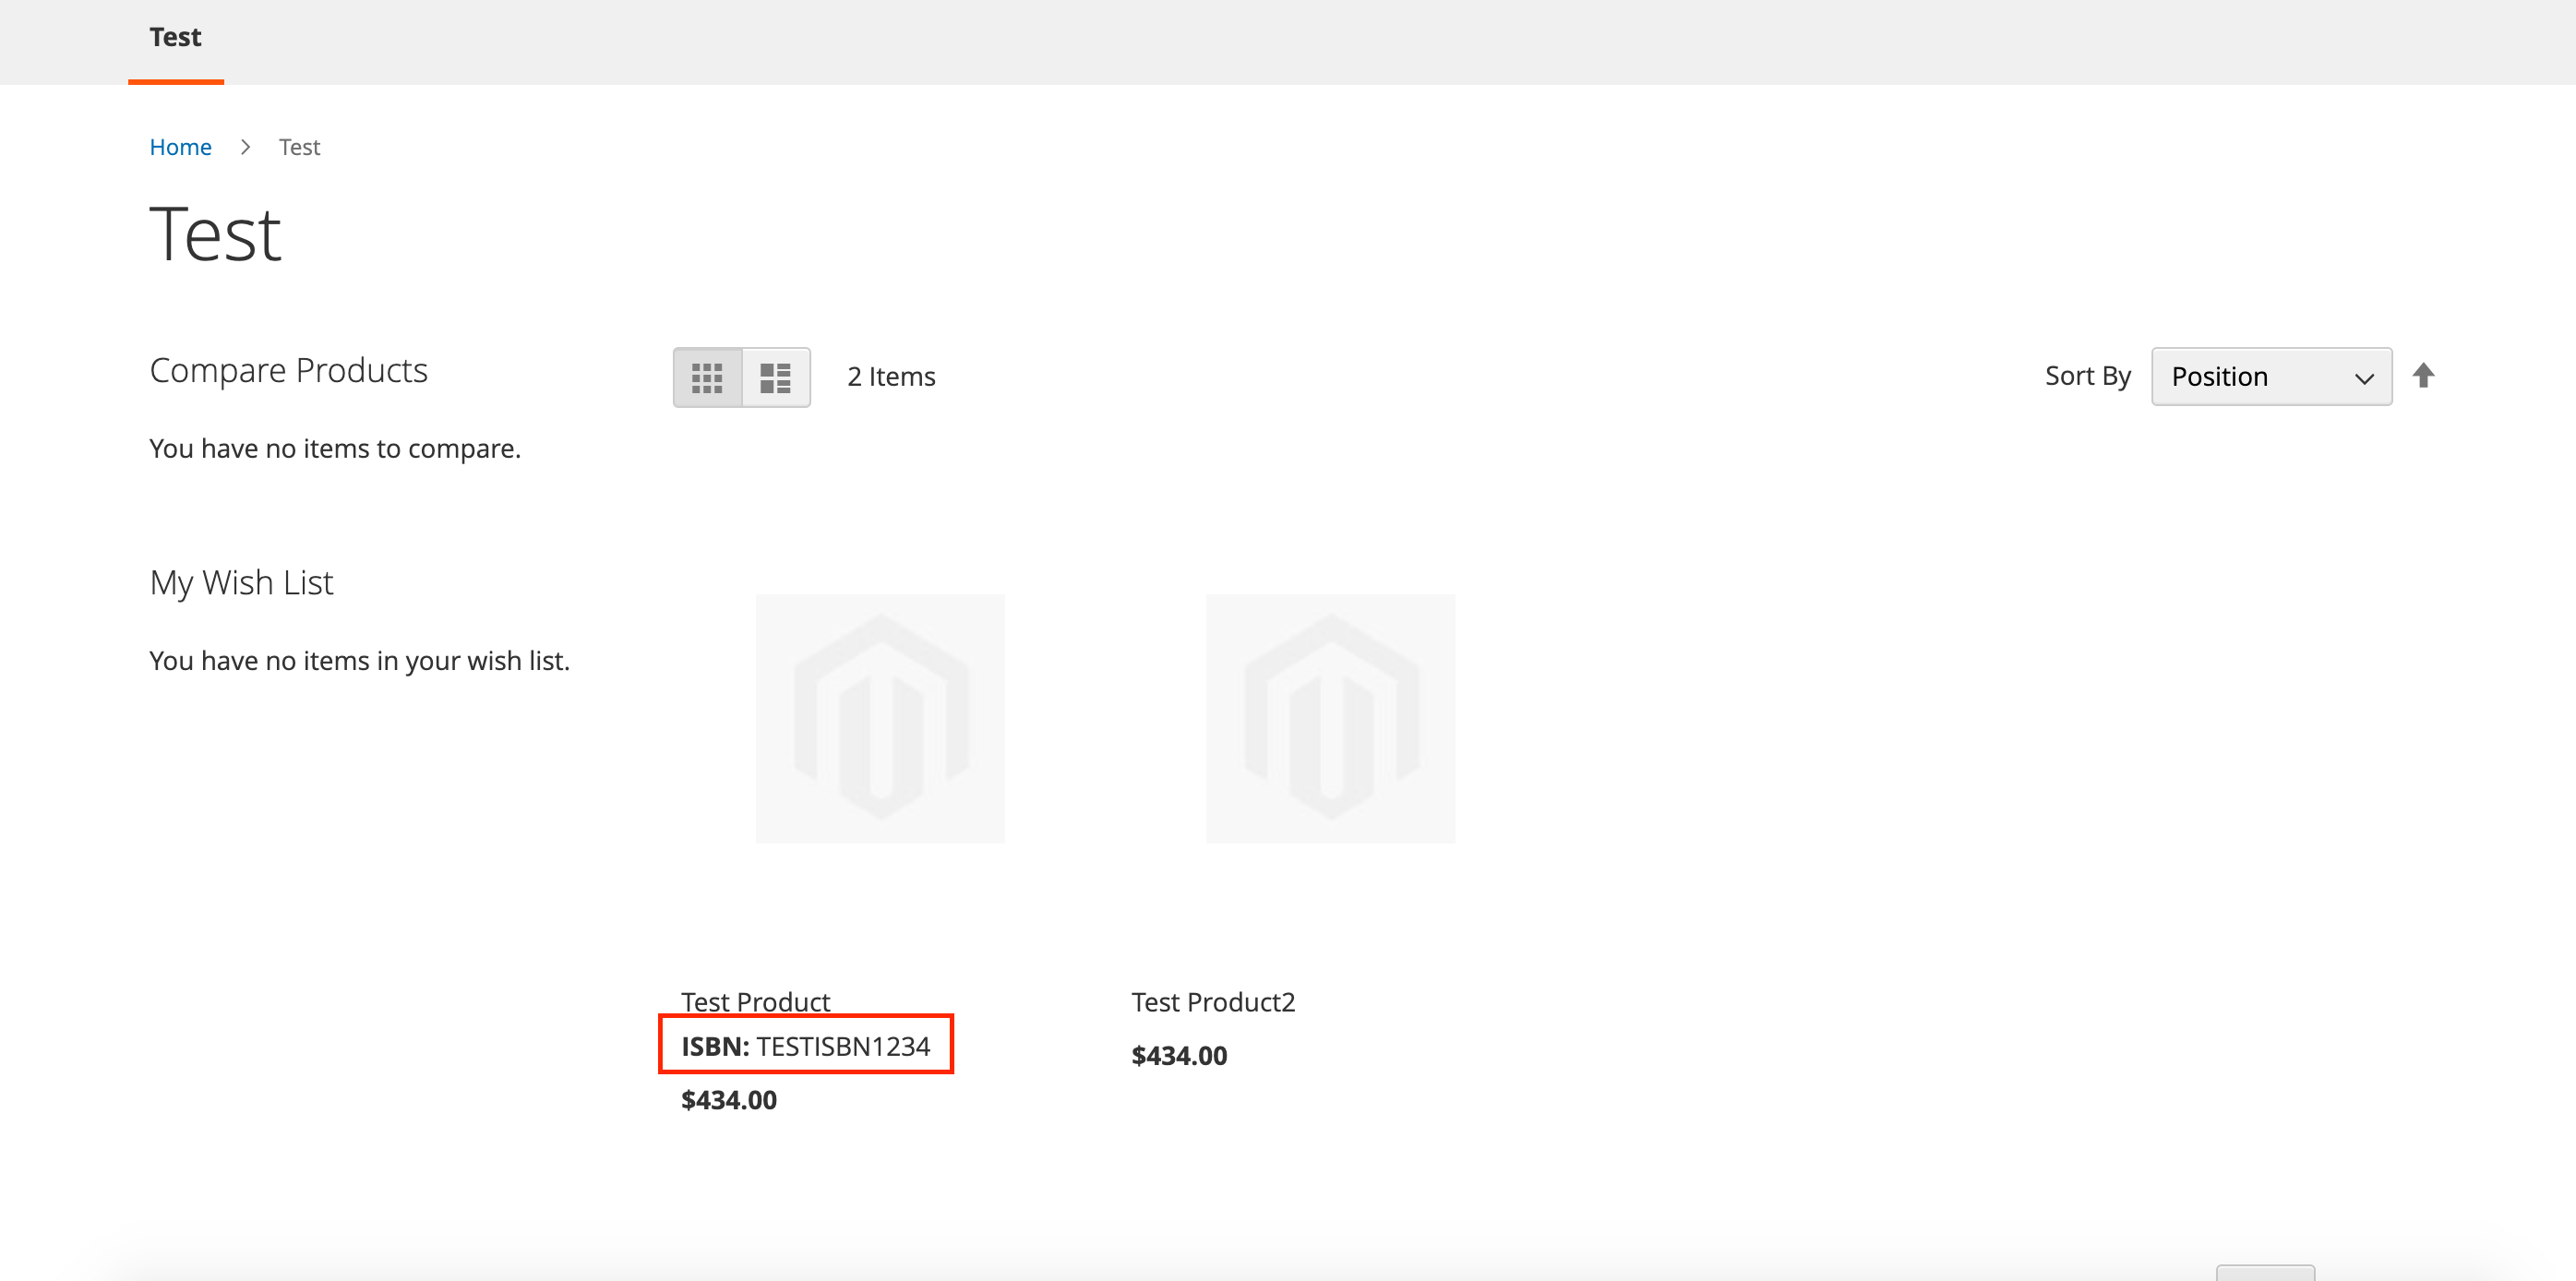 Test
Home > Test
Test
Compare Products
You have no items to compare.
My Wish List
You have no items in your wish list.
2 Items
Sort By Position
Test Product
ISBN: TESTISBN1234
$434.00
Test Product2
$434.00